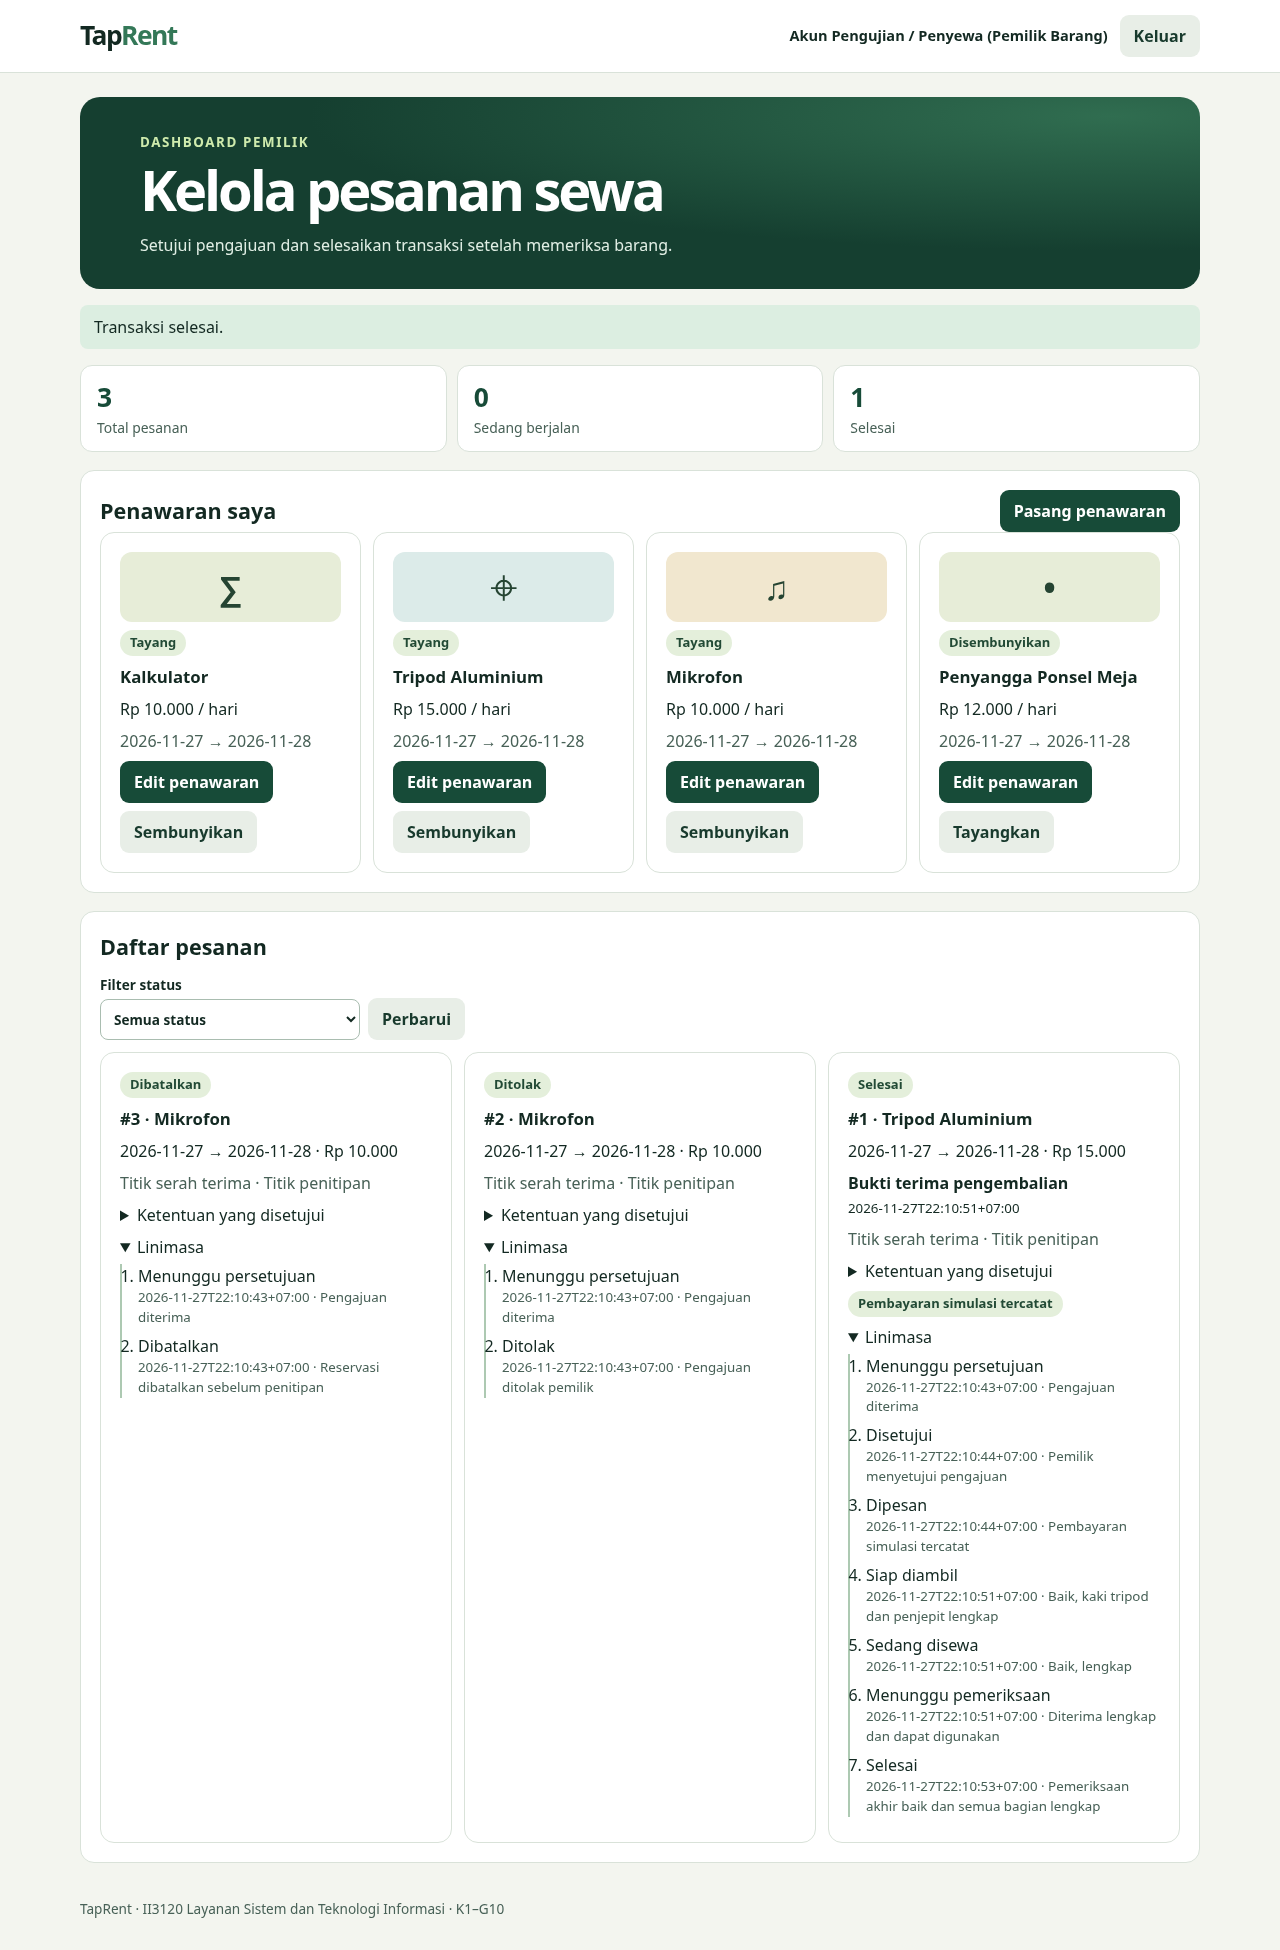 TapRent
Akun Pengujian / Penyewa (Pemilik Barang)
Keluar
DASHBOARD PEMILIK
Kelola pesanan sewa
Setujui pengajuan dan selesaikan transaksi setelah memeriksa barang.
Transaksi selesai.
3
Total pesanan
0
Sedang berjalan
1
Selesai
Penawaran saya
Pasang penawaran
∑
Tayang
Kalkulator
Rp 10.000 / hari
2026-11-27 → 2026-11-28
Edit penawaran
Sembunyikan
⌖
Tayang
Tripod Aluminium
Rp 15.000 / hari
2026-11-27 → 2026-11-28
Edit penawaran
Sembunyikan
♫
Tayang
Mikrofon
Rp 10.000 / hari
2026-11-27 → 2026-11-28
Edit penawaran
Sembunyikan
•
Disembunyikan
Penyangga Ponsel Meja
Rp 12.000 / hari
2026-11-27 → 2026-11-28
Edit penawaran
Tayangkan
Daftar pesanan
Filter status
Semua status
Perbarui
Dibatalkan
#3 · Mikrofon
2026-11-27 → 2026-11-28 · Rp 10.000
Titik serah terima · Titik penitipan
▶ Ketentuan yang disetujui
▼ Linimasa
1. Menunggu persetujuan
2026-11-27T22:10:43+07:00 · Pengajuan
diterima
2. Dibatalkan
2026-11-27T22:10:43+07:00 · Reservasi
dibatalkan sebelum penitipan
Ditolak
#2 · Mikrofon
2026-11-27 → 2026-11-28 · Rp 10.000
Titik serah terima · Titik penitipan
▶ Ketentuan yang disetujui
▼ Linimasa
1. Menunggu persetujuan
2026-11-27T22:10:43+07:00 · Pengajuan
diterima
2. Ditolak
2026-11-27T22:10:43+07:00 · Pengajuan
ditolak pemilik
Selesai
#1 · Tripod Aluminium
2026-11-27 → 2026-11-28 · Rp 15.000
Bukti terima pengembalian
2026-11-27T22:10:51+07:00
Titik serah terima · Titik penitipan
▶ Ketentuan yang disetujui
Pembayaran simulasi tercatat
▼ Linimasa
1. Menunggu persetujuan
2026-11-27T22:10:43+07:00 · Pengajuan
diterima
2. Disetujui
2026-11-27T22:10:44+07:00 · Pemilik
menyetujui pengajuan
3. Dipesan
2026-11-27T22:10:44+07:00 · Pembayaran
simulasi tercatat
4. Siap diambil
2026-11-27T22:10:51+07:00 · Baik, kaki tripod
dan penjepit lengkap
5. Sedang disewa
2026-11-27T22:10:51+07:00 · Baik, lengkap
6. Menunggu pemeriksaan
2026-11-27T22:10:51+07:00 · Diterima lengkap
dan dapat digunakan
7. Selesai
2026-11-27T22:10:53+07:00 · Pemeriksaan
akhir baik dan semua bagian lengkap
TapRent · II3120 Layanan Sistem dan Teknologi Informasi · K1–G10